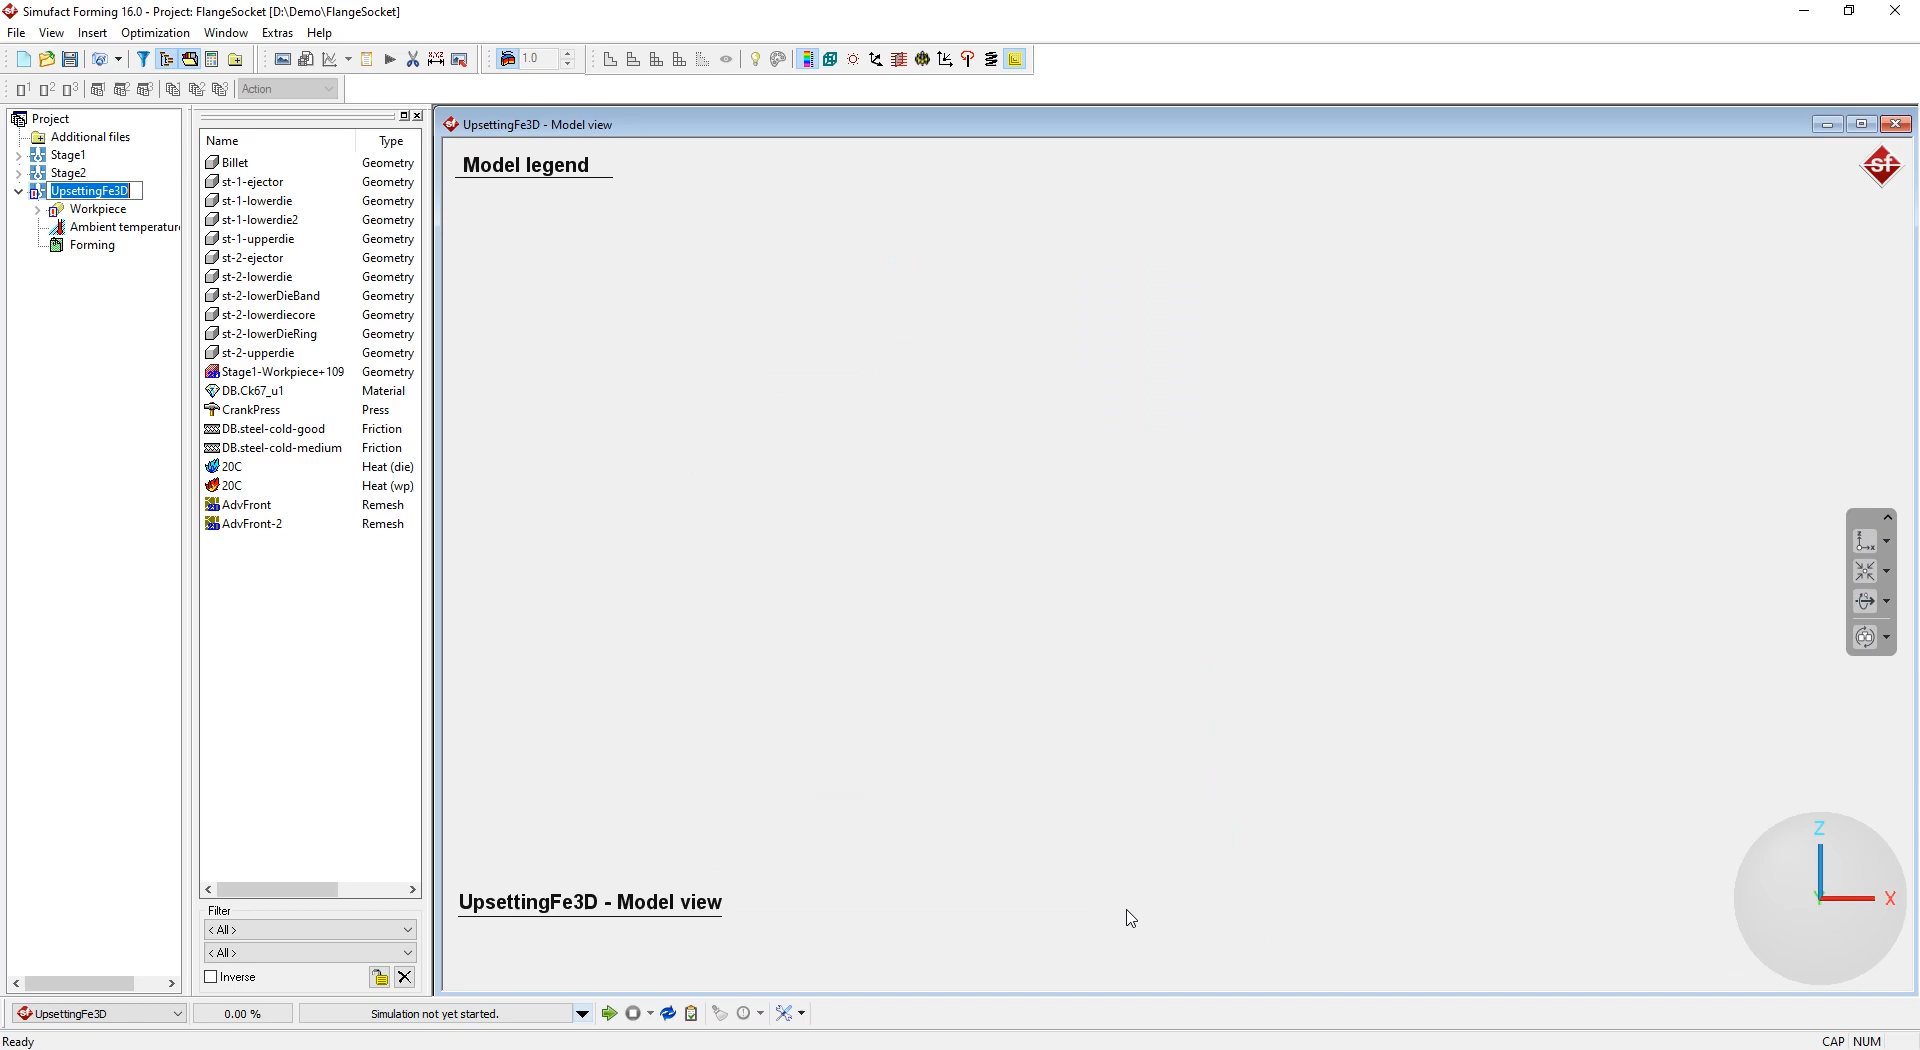 Simufact Forming 16.0 - Project: FlangeSocket [D:\Demo\FlangeSocket]
File View Insert Optimization Window Extras Help
1.0
Action
Project
Additional files
Stage1
Stage2
UpsettingFe3D
Workpiece
Ambient temperature
Forming
Name Type
Billet Geometry
st-1-ejector Geometry
st-1-lowerdie Geometry
st-1-lowerdie2 Geometry
st-1-upperdie Geometry
st-2-ejector Geometry
st-2-lowerdie Geometry
st-2-lowerDieBand Geometry
st-2-lowerdiecore Geometry
st-2-lowerDieRing Geometry
st-2-upperdie Geometry
Stage1-Workpiece+109 Geometry
DB.Ck67_u1 Material
CrankPress Press
DB.steel-cold-good Friction
DB.steel-cold-medium Friction
20C Heat (die)
20C Heat (wp)
AdvFront Remesh
AdvFront-2 Remesh
Filter
<All>
<All>
Inverse
UpsettingFe3D - Model view
Model legend
sf
UpsettingFe3D - Model view
Z
Y
X
UpsettingFe3D 0.00 % Simulation not yet started.
Ready CAP NUM